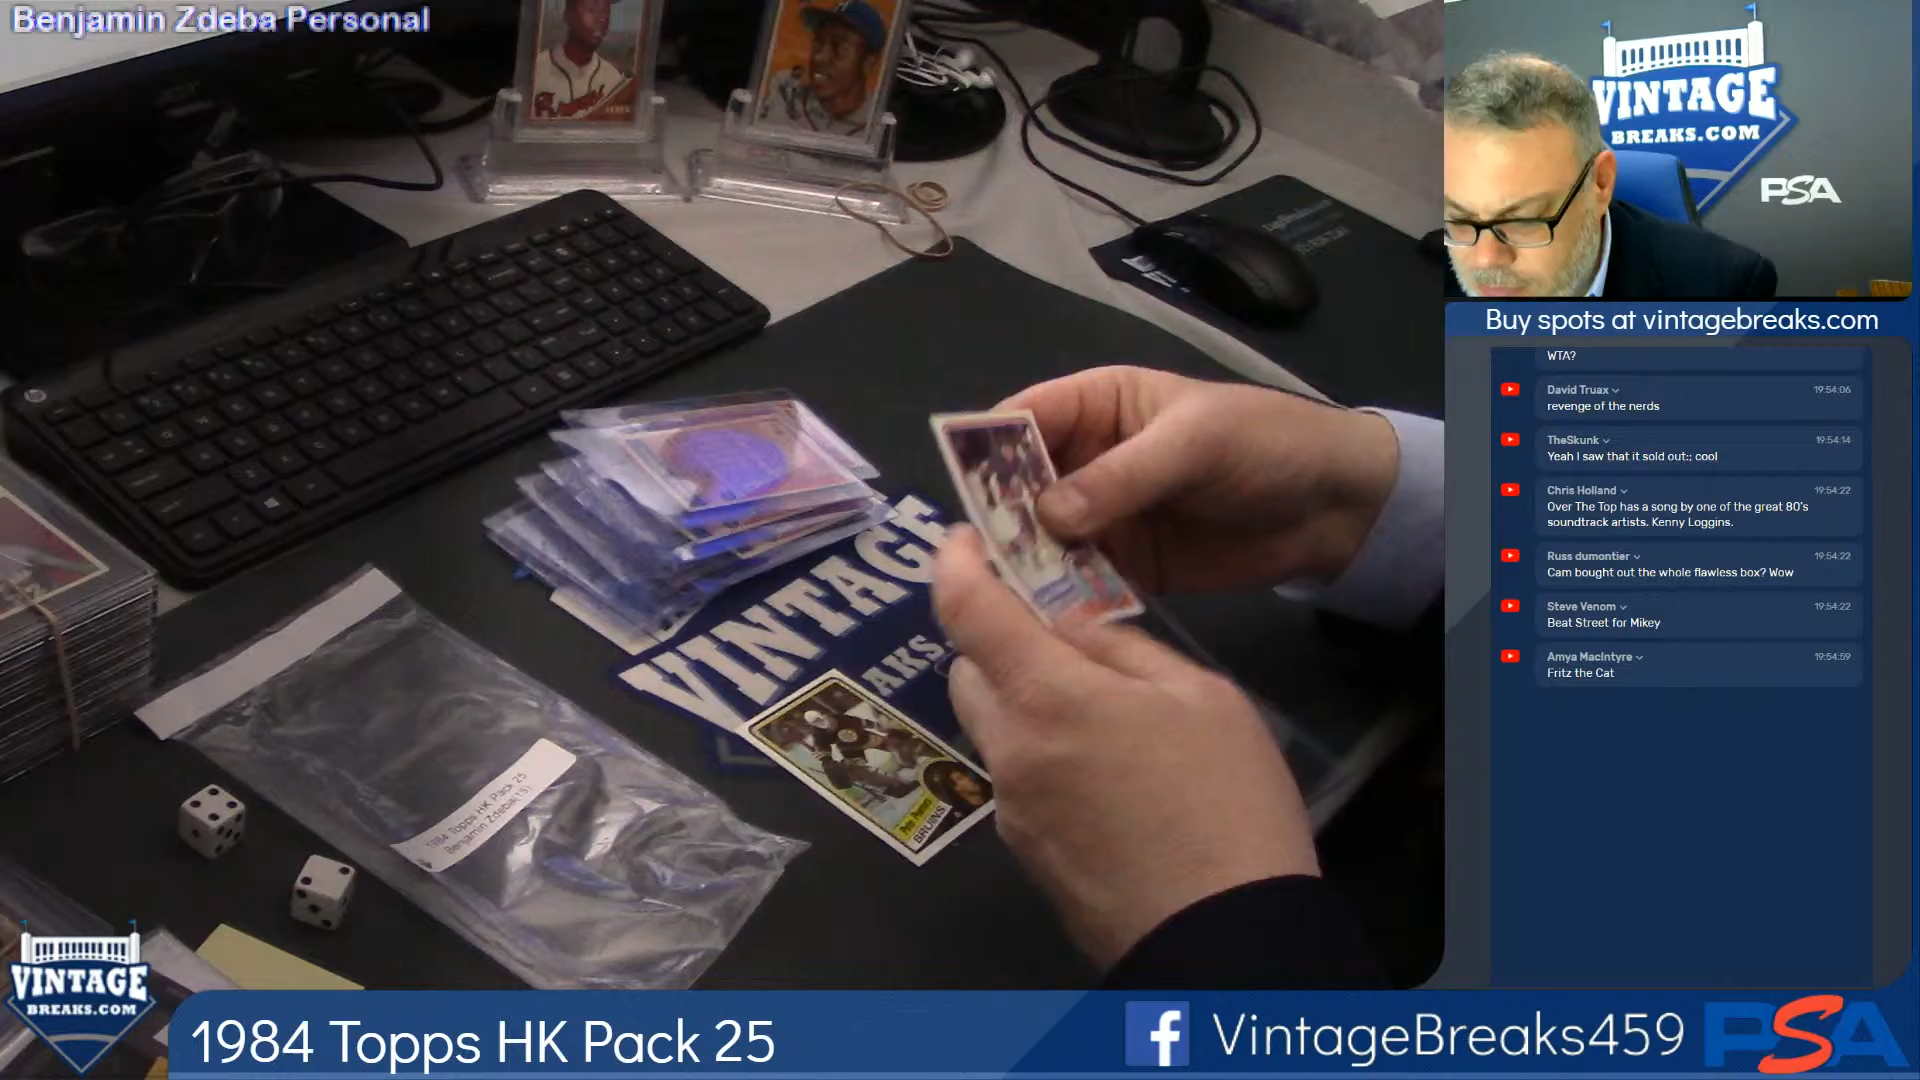 Benjamin Zdeba Personal
Braves
VINTAGE
BREAKS.COM
PSA
Buy spots at vintagebreaks.com
WTA?
David Truax 19:54:06
revenge of the nerds
TheSkunk 19:54:14
Yeah I saw that it sold out:; cool
Chris Holland 19:54:22
Over The Top has a song by one of the great 80's
soundtrack artists. Kenny Loggins.
Russ dumontier 19:54:22
Cam bought out the whole flawless box? Wow
Steve Venom 19:54:22
Beat Street for Mikey
Amya MacIntyre 19:54:59
Fritz the Cat
VINTAGE
AKS.
BRUINS
1984 Topps HK Pack 25
Benjamin Zdeba(15)
VINTAGE
BREAKS.COM
1984 Topps HK Pack 25
f VintageBreaks459
PSA